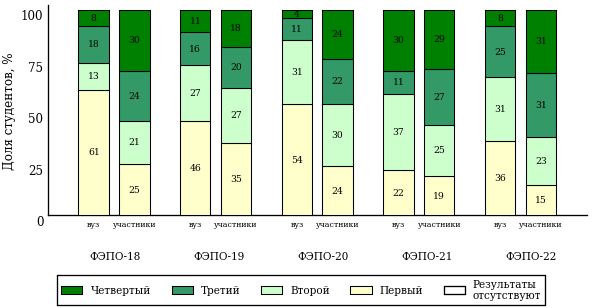 Доля студентов, %
100
75
50
25
0
8 30 11 18 4 24 30 29 8 31
18 24 16 20 11 22 11 27 25 31
13 21 27 27 31 30 37 25 31 23
61 25 46 35 54 24 22 19 36 15
вуз участники вуз участники вуз участники вуз участники вуз участники
ФЭПО-18 ФЭПО-19 ФЭПО-20 ФЭПО-21 ФЭПО-22
Четвертый Третий Второй Первый Результаты отсутствуют